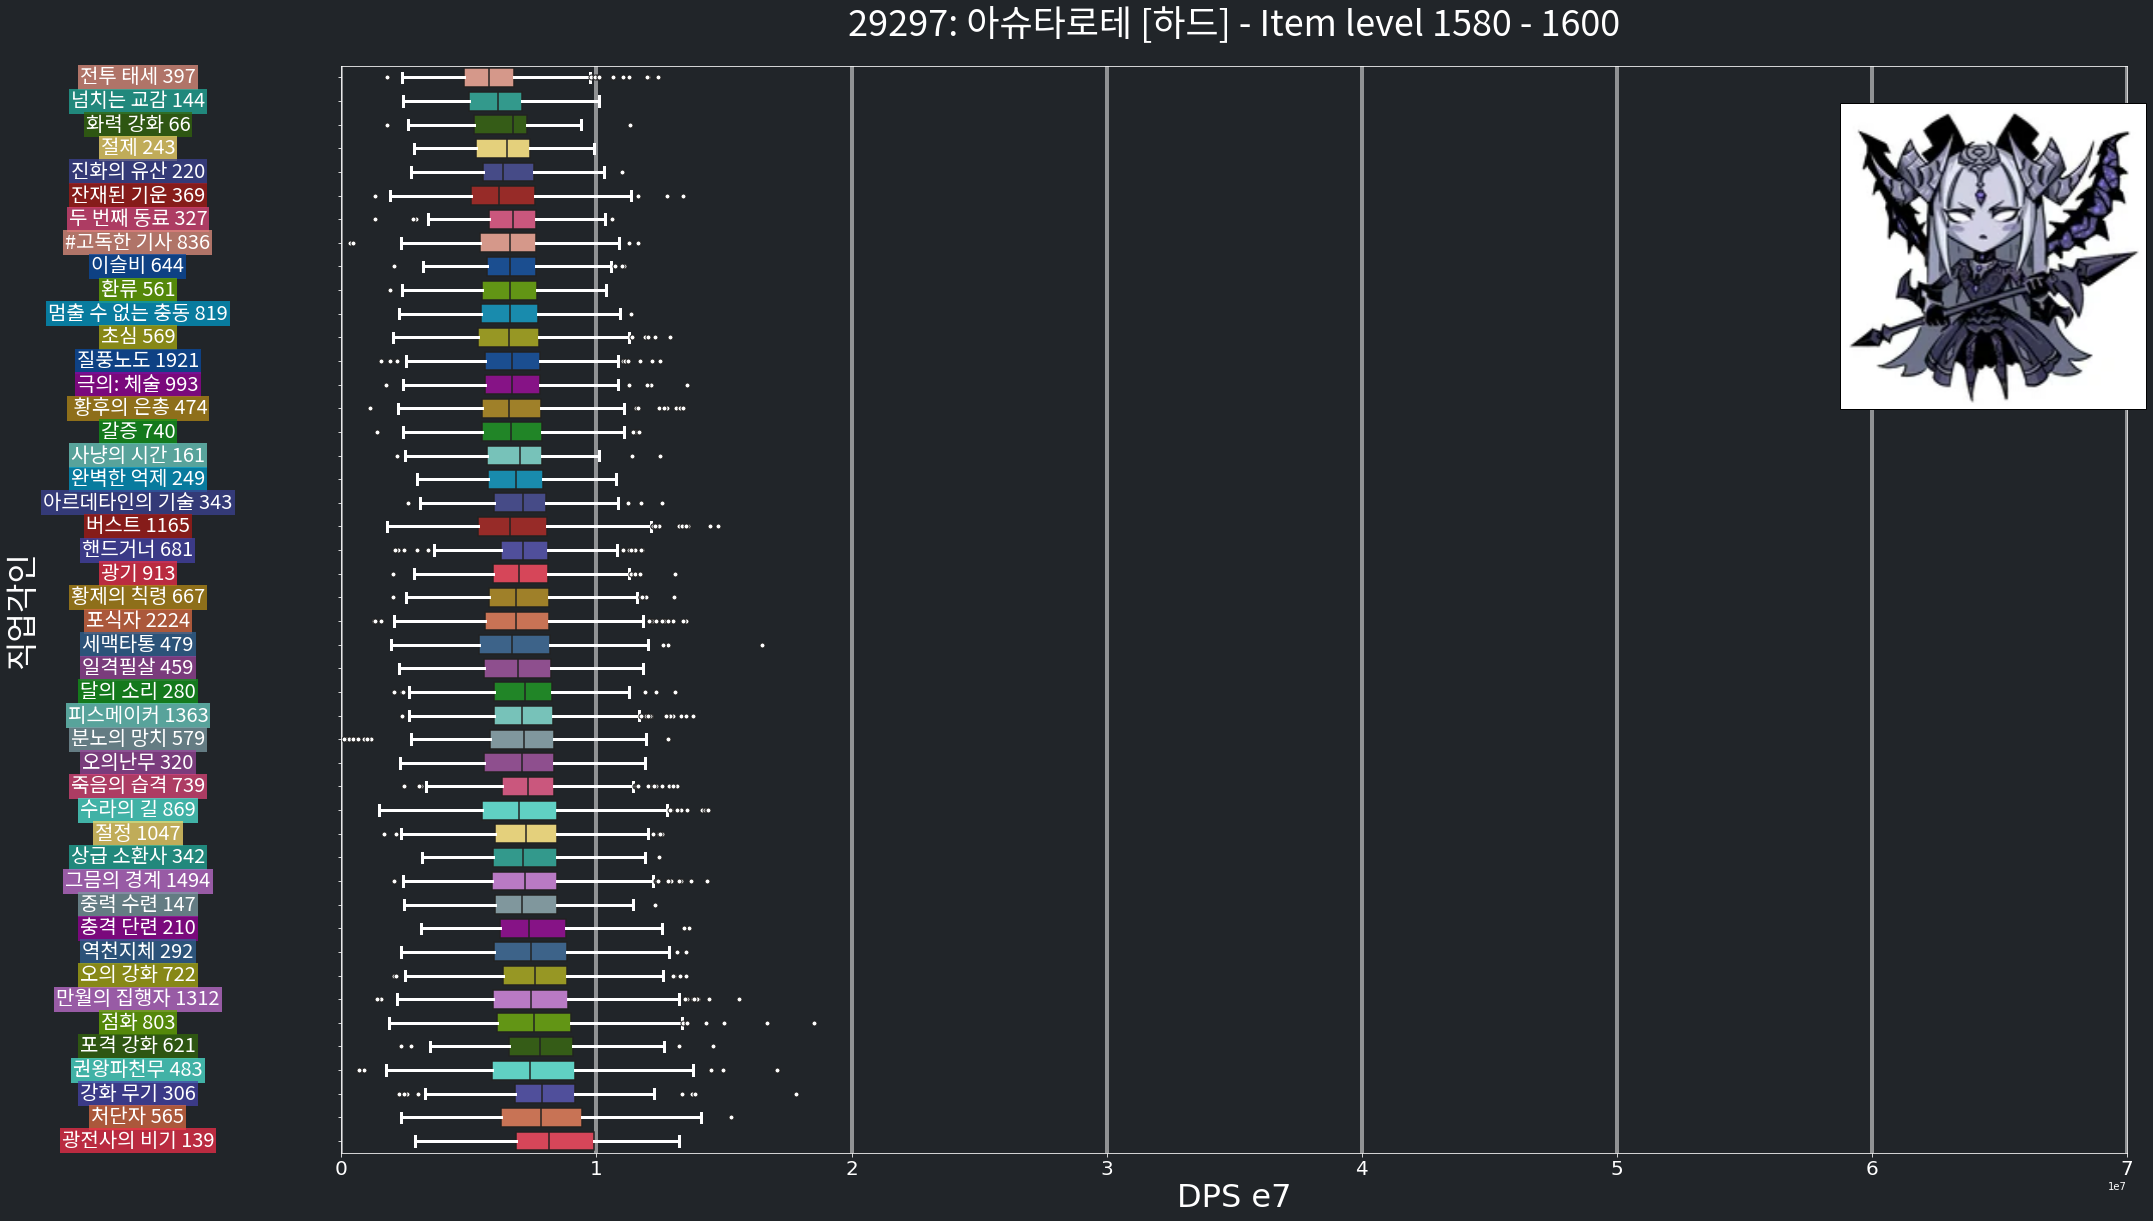 29297: 아슈타로테 [하드] - Item level 1580 - 1600
전투 태세 397
넘치는 교감 144
화력 강화 66
절제 243
진화의 유산 220
잔재된 기운 369
두 번째 동료 327
#고독한 기사 836
이슬비 644
환류 561
멈출 수 없는 충동 819
초심 569
질풍노도 1921
극의: 체술 993
황후의 은총 474
갈증 740
사냥의 시간 161
완벽한 억제 249
아르데타인의 기술 343
버스트 1165
핸드거너 681
광기 913
황제의 칙령 667
포식자 2224
세맥타통 479
일격필살 459
달의 소리 280
피스메이커 1363
분노의 망치 579
오의난무 320
죽음의 습격 739
수라의 길 869
절정 1047
상급 소환사 342
그믐의 경계 1494
중력 수련 147
충격 단련 210
역천지체 292
오의 강화 722
만월의 집행자 1312
점화 803
포격 강화 621
권왕파천무 483
강화 무기 306
처단자 565
광전사의 비기 139
직업각인
0 1 2 3 4 5 6 7
1e7
DPS e7